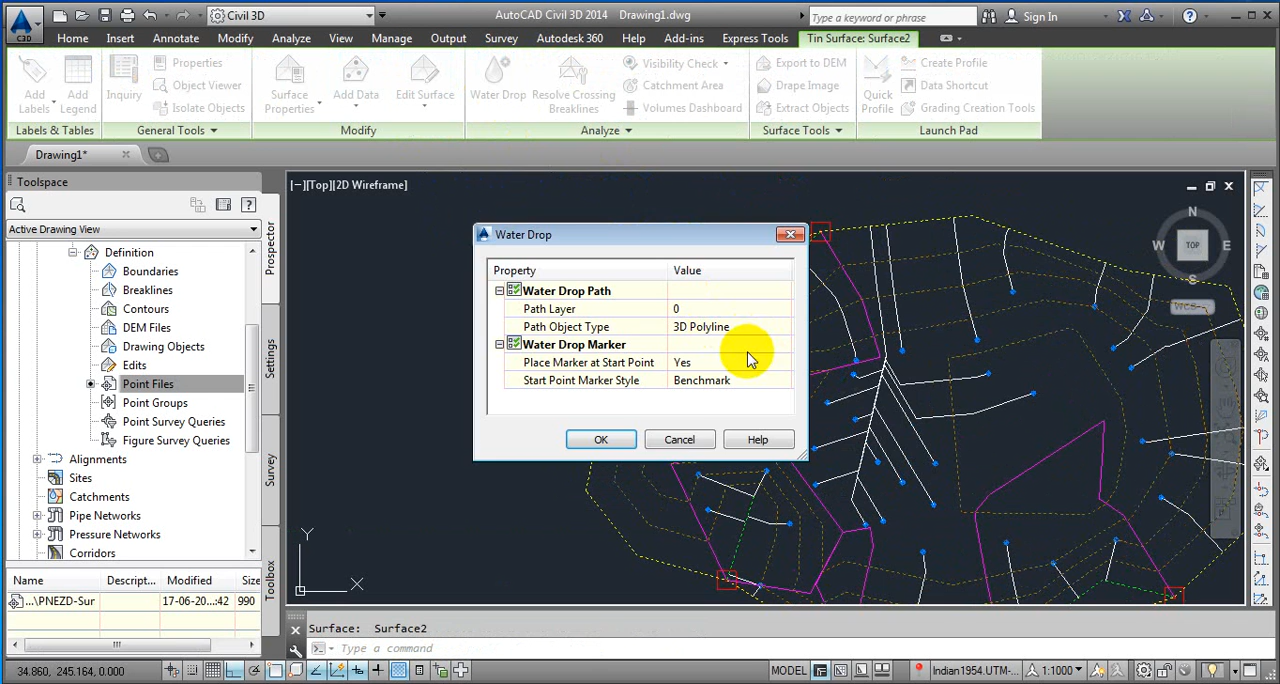 C3D
Civil 3D
AutoCAD Civil 3D 2014 Drawing1.dwg
Type a keyword or phrase
Sign In
Home Insert Annotate Modify Analyze View Manage Output Survey Autodesk 360 Help Add-ins Express Tools Tin Surface: Surface2
Add Labels
Add Legend
Inquiry
Properties
Object Viewer
Isolate Objects
Surface Properties
Add Data
Edit Surface
Water Drop
Resolve Crossing Breaklines
Visibility Check
Catchment Area
Volumes Dashboard
Export to DEM
Drape Image
Extract Objects
Quick Profile
Create Profile
Data Shortcut
Grading Creation Tools
Labels & Tables General Tools Modify Analyze Surface Tools Launch Pad
Drawing1*
Toolspace
Active Drawing View
Definition
Boundaries
Breaklines
Contours
DEM Files
Drawing Objects
Edits
Point Files
Point Groups
Point Survey Queries
Figure Survey Queries
Alignments
Sites
Catchments
Pipe Networks
Pressure Networks
Corridors
Prospector
Settings
Survey
Toolbox
Name Descript... Modified Size
...\PNEZD-Sur 17-06-20...:42 990
[−][Top][2D Wireframe]
N
W TOP E
S
WCS
Y
X
Water Drop
Property Value
Water Drop Path
Path Layer 0
Path Object Type 3D Polyline
Water Drop Marker
Place Marker at Start Point Yes
Start Point Marker Style Benchmark
OK Cancel Help
Surface: Surface2
Type a command
34.860, 245.164, 0.000
MODEL
Indian1954.UTM-...
1:1000